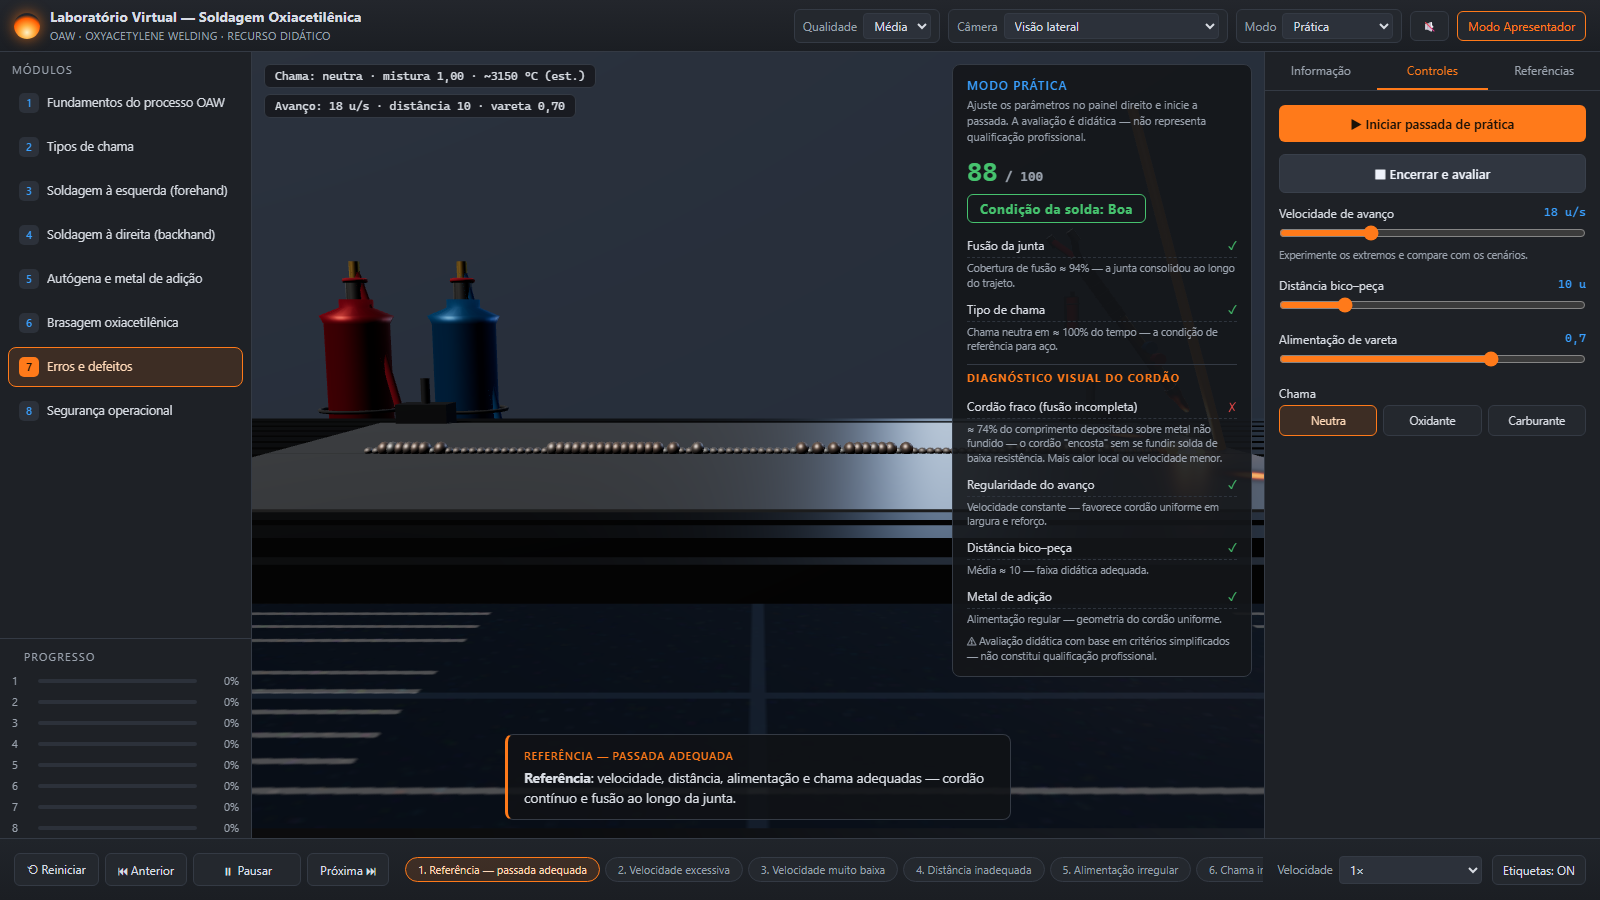 Laboratório Virtual — Soldagem Oxiacetilênica
OAW · OXYACETYLENE WELDING · RECURSO DIDÁTICO
Qualidade Média
Câmera Visão lateral
Modo Prática
Modo Apresentador
MÓDULOS
1 Fundamentos do processo OAW
2 Tipos de chama
3 Soldagem à esquerda (forehand)
4 Soldagem à direita (backhand)
5 Autógena e metal de adição
6 Brasagem oxiacetilênica
7 Erros e defeitos
8 Segurança operacional
PROGRESSO
1 0%
2 0%
3 0%
4 0%
5 0%
6 0%
7 0%
8 0%
Chama: neutra · mistura 1,00 · ~3150 °C (est.)
Avanço: 18 u/s · distância 10 · vareta 0,70
MODO PRÁTICA
Ajuste os parâmetros no painel direito e inicie a
passada. A avaliação é didática — não representa
qualificação profissional.
88 / 100
Condição da solda: Boa
Fusão da junta ✓
Cobertura de fusão ≈ 94% — a junta consolidou ao longo
do trajeto.
Tipo de chama ✓
Chama neutra em ≈ 100% do tempo — a condição de
referência para aço.
DIAGNÓSTICO VISUAL DO CORDÃO
Cordão fraco (fusão incompleta) ✗
≈ 74% do comprimento depositado sobre metal não
fundido — o cordão "encosta" sem se fundir: solda de
baixa resistência. Mais calor local ou velocidade menor.
Regularidade do avanço ✓
Velocidade constante — favorece cordão uniforme em
largura e reforço.
Distância bico–peça ✓
Média ≈ 10 — faixa didática adequada.
Metal de adição ✓
Alimentação regular — geometria do cordão uniforme.
⚠ Avaliação didática com base em critérios simplificados
— não constitui qualificação profissional.
REFERÊNCIA — PASSADA ADEQUADA
Referência: velocidade, distância, alimentação e chama adequadas — cordão
contínuo e fusão ao longo da junta.
Informação Controles Referências
▶ Iniciar passada de prática
■ Encerrar e avaliar
Velocidade de avanço 18 u/s
Experimente os extremos e compare com os cenários.
Distância bico–peça 10 u
Alimentação de vareta 0,7
Chama
Neutra Oxidante Carburante
⟲ Reiniciar
⏮ Anterior
⏸ Pausar
Próxima ⏭
1. Referência — passada adequada
2. Velocidade excessiva
3. Velocidade muito baixa
4. Distância inadequada
5. Alimentação irregular
6. Chama
Velocidade 1×
Etiquetas: ON